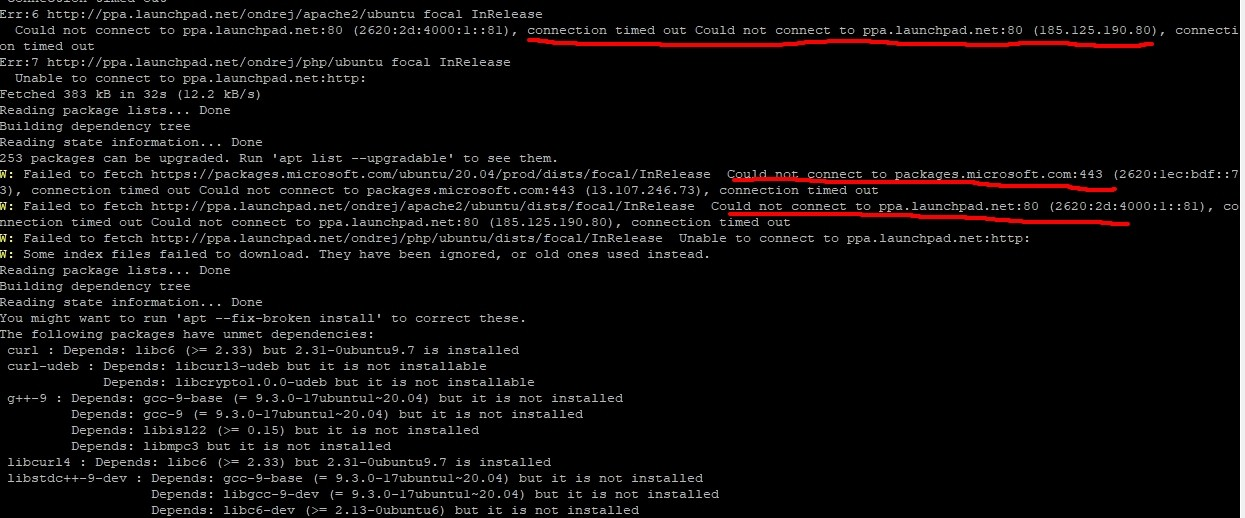 Connection timed out
Err:6 http://ppa.launchpad.net/ondrej/apache2/ubuntu focal InRelease
  Could not connect to ppa.launchpad.net:80 (2620:2d:4000:1::81), connection timed out Could not connect to ppa.launchpad.net:80 (185.125.190.80), connecti
on timed out
Err:7 http://ppa.launchpad.net/ondrej/php/ubuntu focal InRelease
  Unable to connect to ppa.launchpad.net:http:
Fetched 383 kB in 32s (12.2 kB/s)
Reading package lists... Done
Building dependency tree
Reading state information... Done
253 packages can be upgraded. Run 'apt list --upgradable' to see them.
W: Failed to fetch https://packages.microsoft.com/ubuntu/20.04/prod/dists/focal/InRelease  Could not connect to packages.microsoft.com:443 (2620:1ec:bdf::7
3), connection timed out Could not connect to packages.microsoft.com:443 (13.107.246.73), connection timed out
W: Failed to fetch http://ppa.launchpad.net/ondrej/apache2/ubuntu/dists/focal/InRelease  Could not connect to ppa.launchpad.net:80 (2620:2d:4000:1::81), co
nnection timed out Could not connect to ppa.launchpad.net:80 (185.125.190.80), connection timed out
W: Failed to fetch http://ppa.launchpad.net/ondrej/php/ubuntu/dists/focal/InRelease  Unable to connect to ppa.launchpad.net:http:
W: Some index files failed to download. They have been ignored, or old ones used instead.
Reading package lists... Done
Building dependency tree
Reading state information... Done
You might want to run 'apt --fix-broken install' to correct these.
The following packages have unmet dependencies:
 curl : Depends: libc6 (>= 2.33) but 2.31-0ubuntu9.7 is installed
 curl-udeb : Depends: libcurl3-udeb but it is not installable
             Depends: libcrypto1.0.0-udeb but it is not installable
 g++-9 : Depends: gcc-9-base (= 9.3.0-17ubuntu1~20.04) but it is not installed
         Depends: gcc-9 (= 9.3.0-17ubuntu1~20.04) but it is not installed
         Depends: libisl22 (>= 0.15) but it is not installed
         Depends: libmpc3 but it is not installed
 libcurl4 : Depends: libc6 (>= 2.33) but 2.31-0ubuntu9.7 is installed
 libstdc++-9-dev : Depends: gcc-9-base (= 9.3.0-17ubuntu1~20.04) but it is not installed
                   Depends: libgcc-9-dev (= 9.3.0-17ubuntu1~20.04) but it is not installed
                   Depends: libc6-dev (>= 2.13-0ubuntu6) but it is not installed